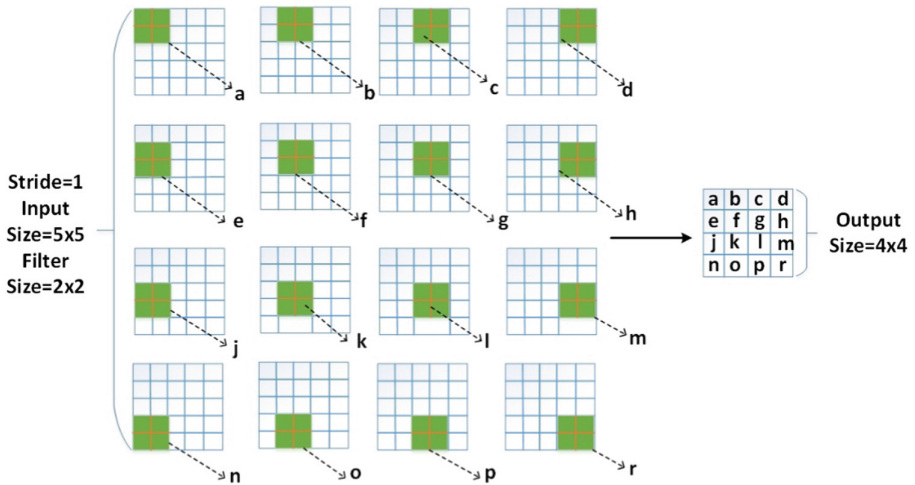 a b c d
e f g h
Stride=1
Input
Size=5x5
Filter
Size=2x2
a b c d
e f g h
j k l m
n o p r
Output
Size=4x4
j k l m
n o p r